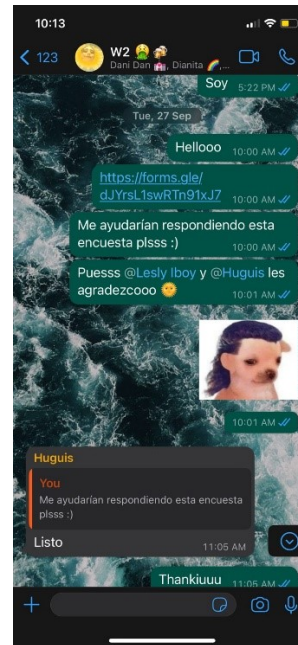 10:13
123
W2
Dani Dan, Dianita
Soy 5:22 PM
Tue, 27 Sep
Hellooo 10:00 AM
https://forms.gle/
dJYrsL1swRTn91xJ7 10:00 AM
Me ayudarían respondiendo esta
encuesta plsss :) 10:00 AM
Puesss @Lesly Iboy y @Huguis les
agradezcooo 10:01 AM
10:01 AM
Huguis
You
Me ayudarían respondiendo esta encuesta
plsss :)
Listo 11:05 AM
Thankiuuu 11:05 AM